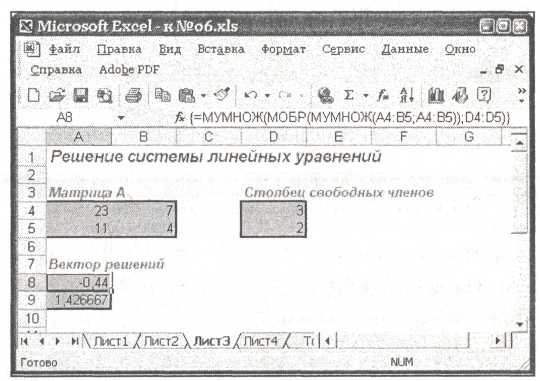 Microsoft Excel - к №06.xls
Файл Правка Вид Вставка Формат Сервис Данные Окно
Справка Adobe PDF
A8 fx {=МУМНОЖ(МОБР(МУМНОЖ(A4:B5;A4:B5));D4:D5)}
A B C D E F G
1 Решение системы линейных уравнений
2
3 Матрица А Столбец свободных членов
4 23 7 3
5 11 4 2
6
7 Вектор решений
8 -0,44
9 1,426667
10
Лист1 Лист2 Лист3 Лист4
Готово NUM